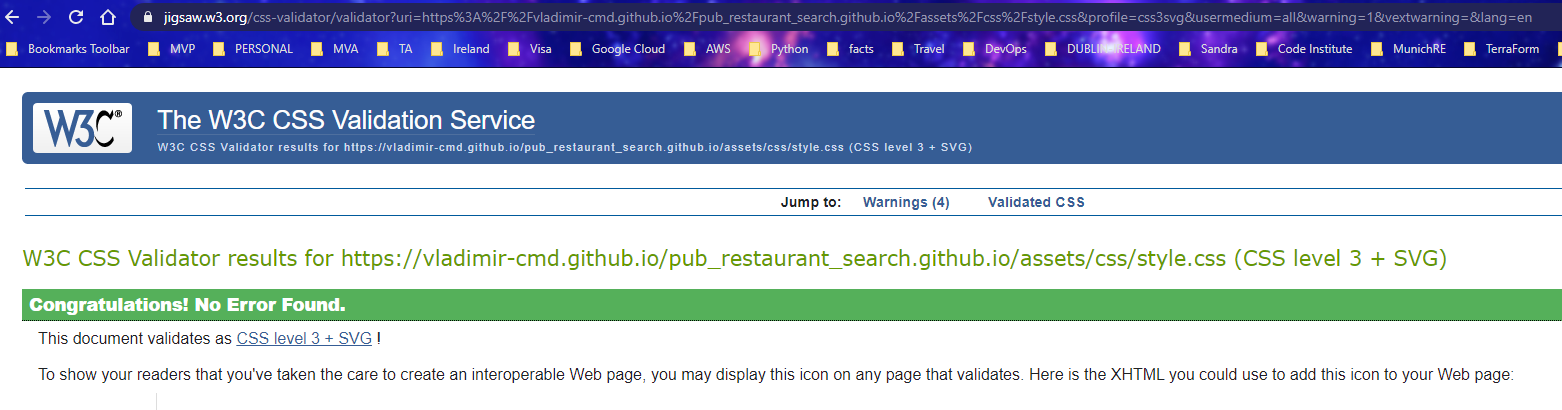 jigsaw.w3.org/css-validator/validator?uri=https%3A%2F%2Fvladimir-cmd.github.io%2Fpub_restaurant_search.github.io%2Fassets%2Fcss%2Fstyle.css&profile=css3svg&usermedium=all&warning=1&vextwarning=&lang=en
Bookmarks Toolbar MVP PERSONAL MVA TA Ireland Visa Google Cloud AWS Python facts Travel DevOps DUBLIN IRELAND Sandra Code Institute MunichRE TerraForm
W3C® The W3C CSS Validation Service
W3C CSS Validator results for https://vladimir-cmd.github.io/pub_restaurant_search.github.io/assets/css/style.css (CSS level 3 + SVG)
Jump to: Warnings (4) Validated CSS
W3C CSS Validator results for https://vladimir-cmd.github.io/pub_restaurant_search.github.io/assets/css/style.css (CSS level 3 + SVG)
Congratulations! No Error Found.
This document validates as CSS level 3 + SVG !
To show your readers that you've taken the care to create an interoperable Web page, you may display this icon on any page that validates. Here is the XHTML you could use to add this icon to your Web page: